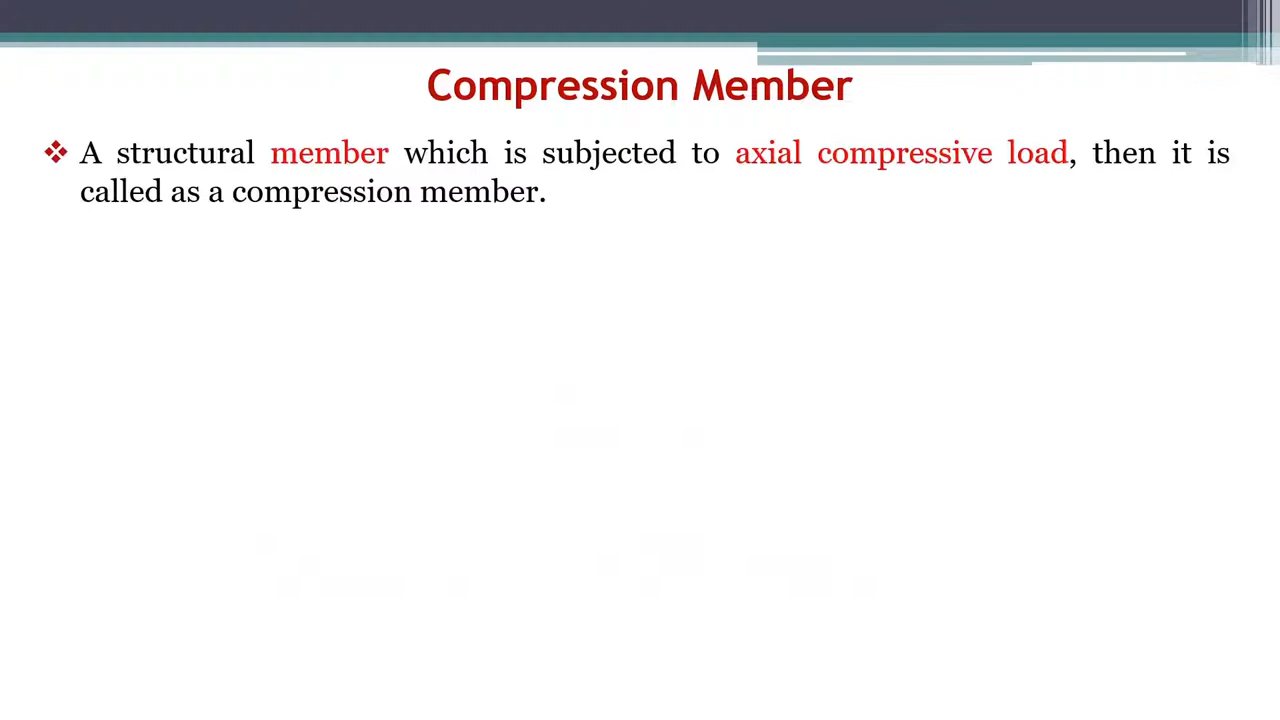 Compression Member
❖ A structural member which is subjected to axial compressive load, then it is
called as a compression member.